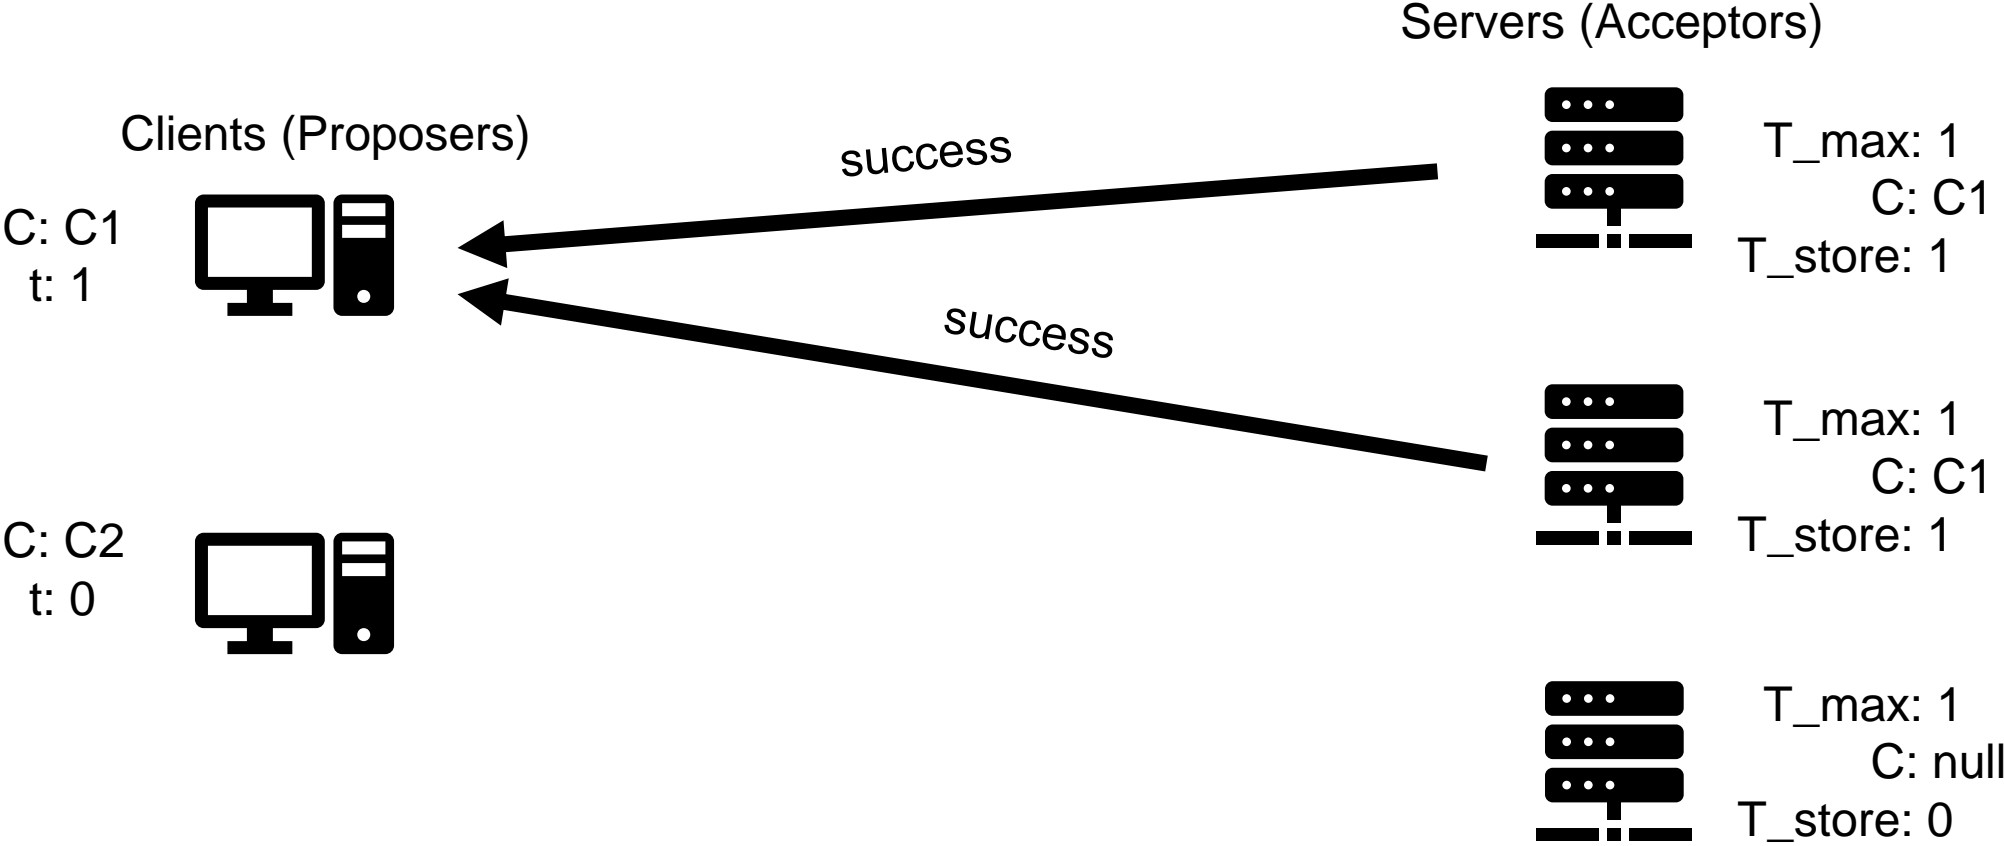 Servers (Acceptors)
Clients (Proposers)
success
T_max: 1
C: C1
T_store: 1
C: C1
t: 1
success
T_max: 1
C: C1
T_store: 1
C: C2
t: 0
T_max: 1
C: null
T_store: 0